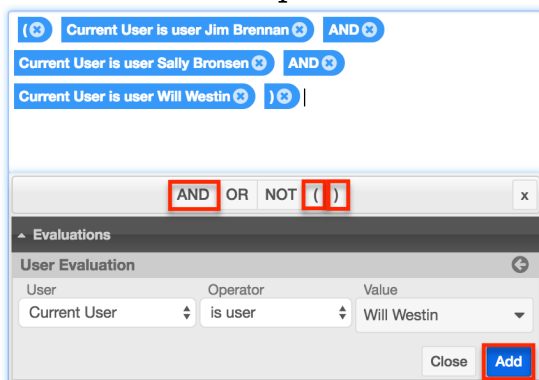 ( Current User is user Jim Brennan AND
Current User is user Sally Bronsen AND
Current User is user Will Westin )
AND OR NOT ( ) x
Evaluations
User Evaluation
User Operator Value
Current User is user Will Westin
Close Add